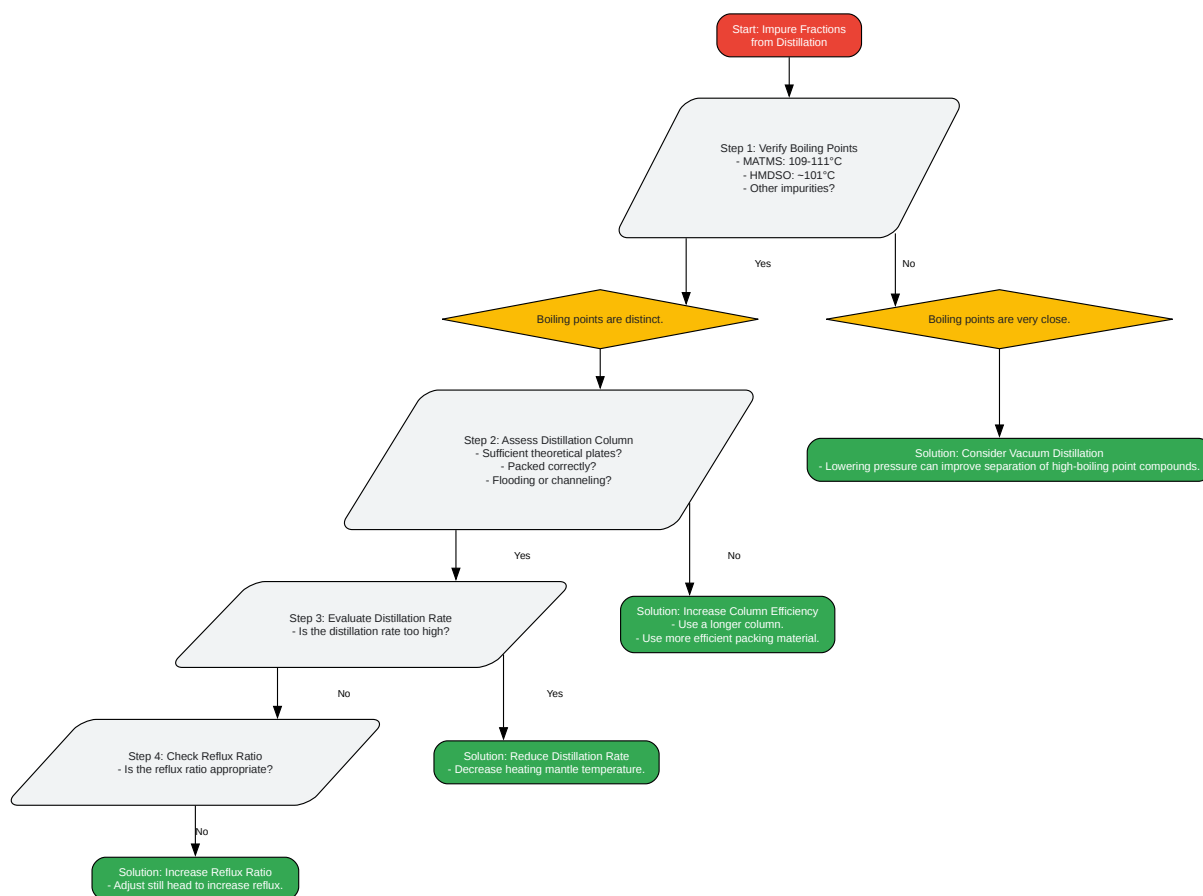 Start: Impure Fractions
from Distillation
Step 1: Verify Boiling Points
- MATMS: 109-111°C
- HMDSO: ~101°C
- Other impurities?
Yes
No
Boiling points are distinct.
Boiling points are very close.
Step 2: Assess Distillation Column
- Sufficient theoretical plates?
- Packed correctly?
- Flooding or channeling?
Solution: Consider Vacuum Distillation
- Lowering pressure can improve separation of high-boiling point compounds.
Yes
No
Step 3: Evaluate Distillation Rate
- Is the distillation rate too high?
Solution: Increase Column Efficiency
- Use a longer column.
- Use more efficient packing material.
No
Yes
Step 4: Check Reflux Ratio
- Is the reflux ratio appropriate?
Solution: Reduce Distillation Rate
- Decrease heating mantle temperature.
No
Solution: Increase Reflux Ratio
- Adjust still head to increase reflux.